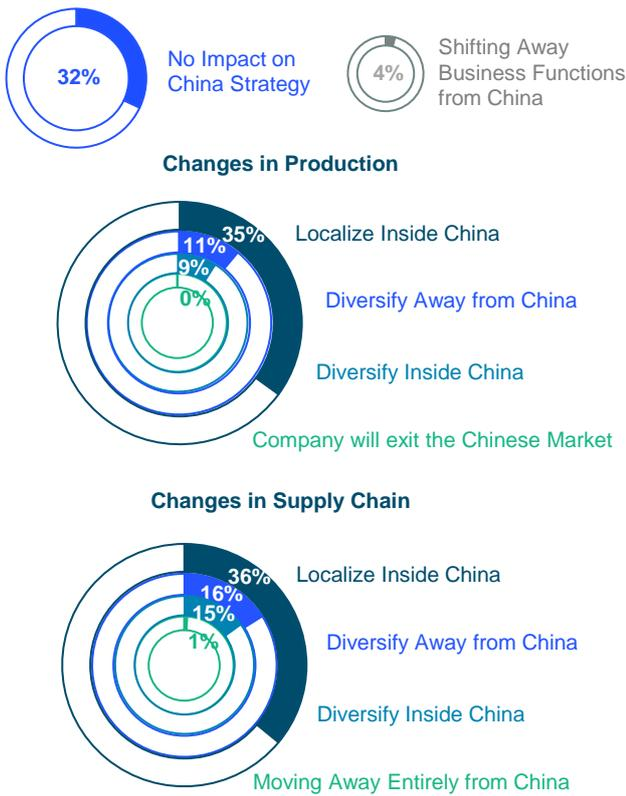 32%
No Impact on
China Strategy
4%
Shifting Away
Business Functions
from China
Changes in Production
35%
Localize Inside China
11%
9%
0%
Diversify Away from China
Diversify Inside China
Company will exit the Chinese Market
Changes in Supply Chain
36%
Localize Inside China
16%
15%
1%
Diversify Away from China
Diversify Inside China
Moving Away Entirely from China